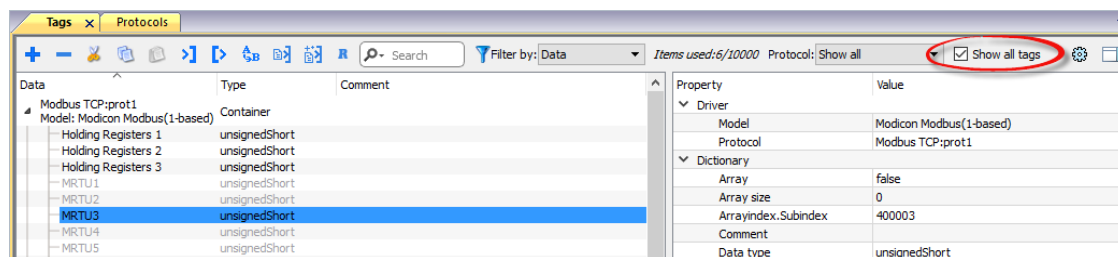 Tags x Protocols
R Search Filter by: Data Items used:6/10000 Protocol: Show all Show all tags
Data Type Comment Property Value
Modbus TCP:prot1
Model: Modicon Modbus(1-based) Container
Driver
Holding Registers 1 unsignedShort Model Modicon Modbus(1-based)
Holding Registers 2 unsignedShort Protocol Modbus TCP:prot1
Holding Registers 3 unsignedShort Dictionary
MRTU1 unsignedShort Array false
MRTU2 unsignedShort Array size 0
MRTU3 unsignedShort Arrayindex.Subindex 400003
MRTU4 unsignedShort Comment
MRTU5 unsignedShort Data type unsignedShort